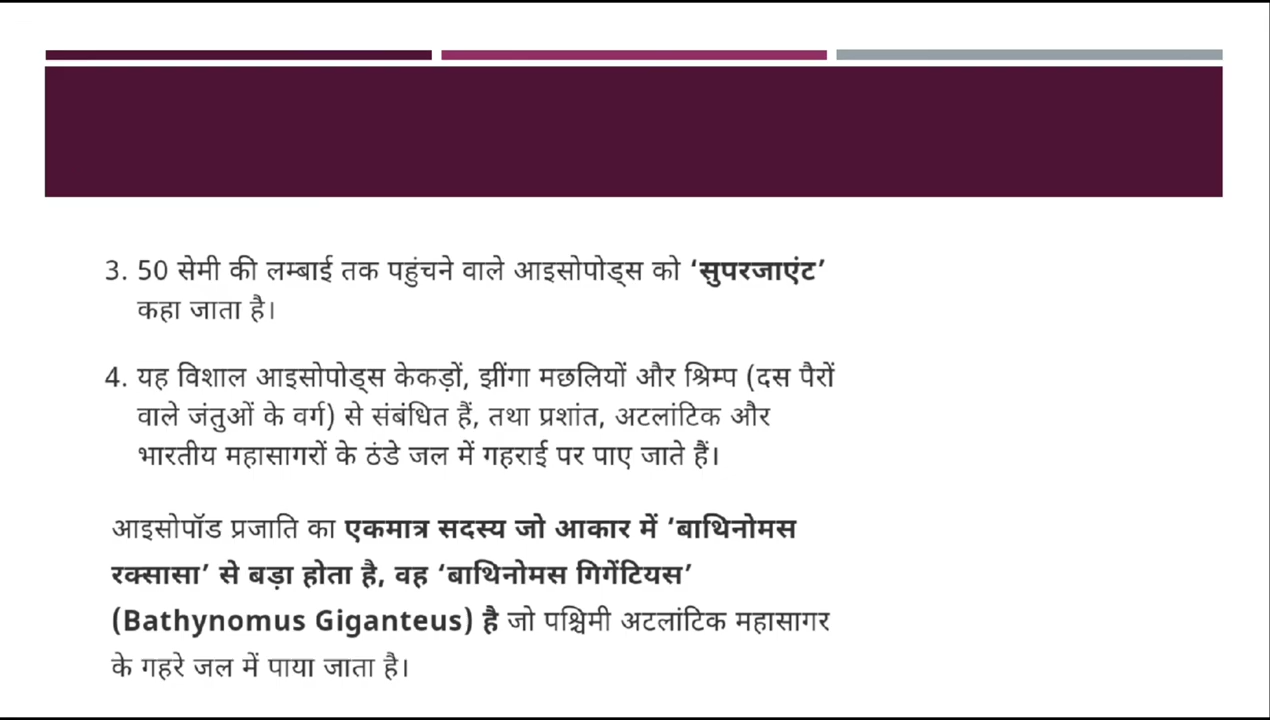 3. 50 सेमी की लम्बाई तक पहुंचने वाले आइसोपोड्स को ‘सुपरजाएंट’
कहा जाता है।
4. यह विशाल आइसोपोड्स केकड़ों, झींगा मछलियों और श्रिम्प (दस पैरों
वाले जंतुओं के वर्ग) से संबंधित हैं, तथा प्रशांत, अटलांटिक और
भारतीय महासागरों के ठंडे जल में गहराई पर पाए जाते हैं।
आइसोपॉड प्रजाति का एकमात्र सदस्य जो आकार में ‘बाथिनोमस
रक्सासा’ से बड़ा होता है, वह ‘बाथिनोमस गिगेंटियस’
(Bathynomus Giganteus) है जो पश्चिमी अटलांटिक महासागर
के गहरे जल में पाया जाता है।